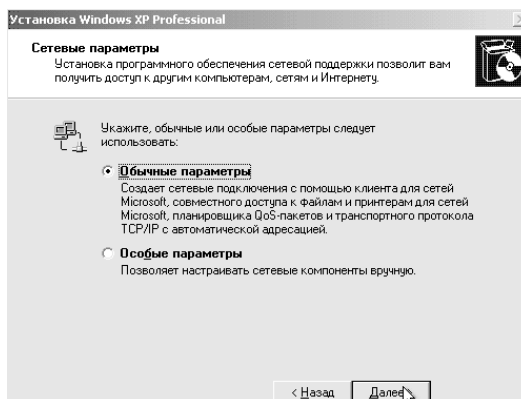 Установка Windows XP Professional
Сетевые параметры
Установка программного обеспечения сетевой поддержки позволит вам
получить доступ к другим компьютерам, сетям и Интернету.
Укажите, обычные или особые параметры следует
использовать:
Обычные параметры
Создает сетевые подключения с помощью клиента для сетей
Microsoft, совместного доступа к файлам и принтерам для сетей
Microsoft, планировщика QoS-пакетов и транспортного протокола
TCP/IP с автоматической адресацией.
Особые параметры
Позволяет настраивать сетевые компоненты вручную.
< Назад Далее